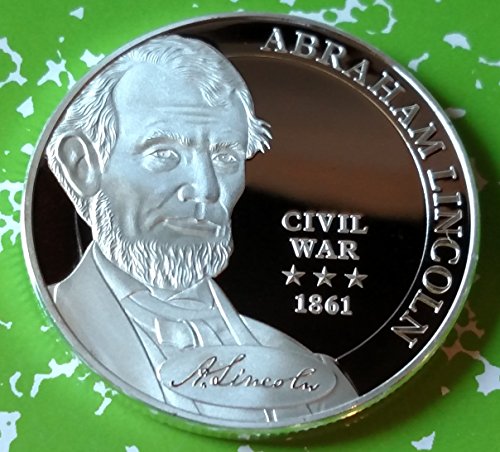 ABRAHAM LINCOLN
CIVIL
WAR
★★★
1861
A. Lincoln